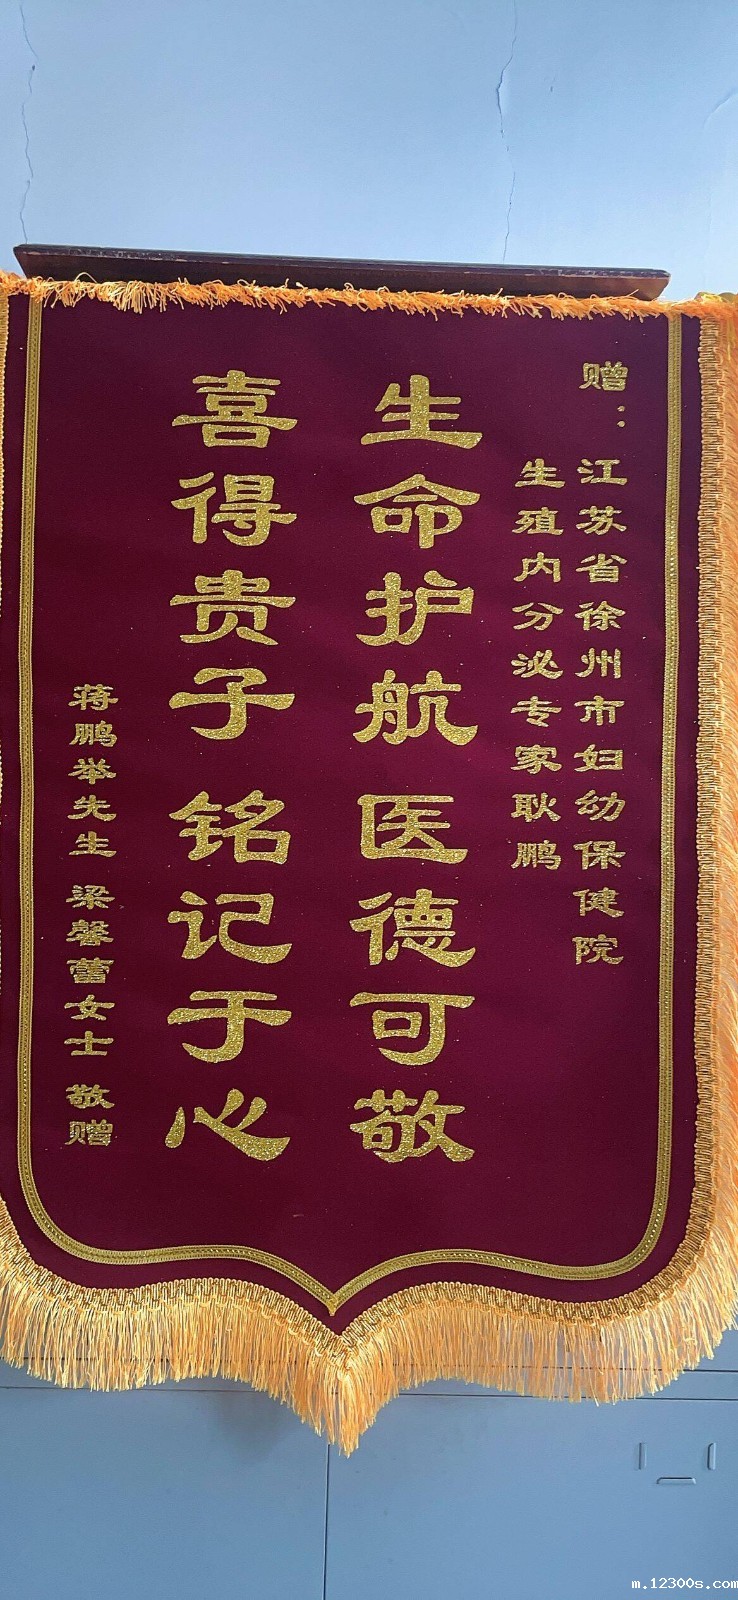 赠：江苏省徐州市妇幼保健院
生殖内分泌专家耿鹏
生命护航 医德可敬
喜得贵子 铭记于心
蒋鹏举先生 梁馨蕾女士 敬赠
m.12300s.com